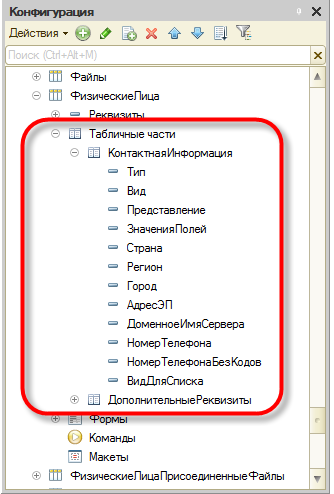 Конфигурация
Действия
Поиск (Ctrl+Alt+M)
Файлы
ФизическиеЛица
Реквизиты
Табличные части
КонтактнаяИнформация
Тип
Вид
Представление
ЗначенияПолей
Страна
Регион
Город
АдресЭП
ДоменноеИмяСервера
НомерТелефона
НомерТелефонаБезКодов
ВидДляСписка
ДополнительныеРеквизиты
Формы
Команды
Макеты
ФизическиеЛицаПрисоединенныеФайлы